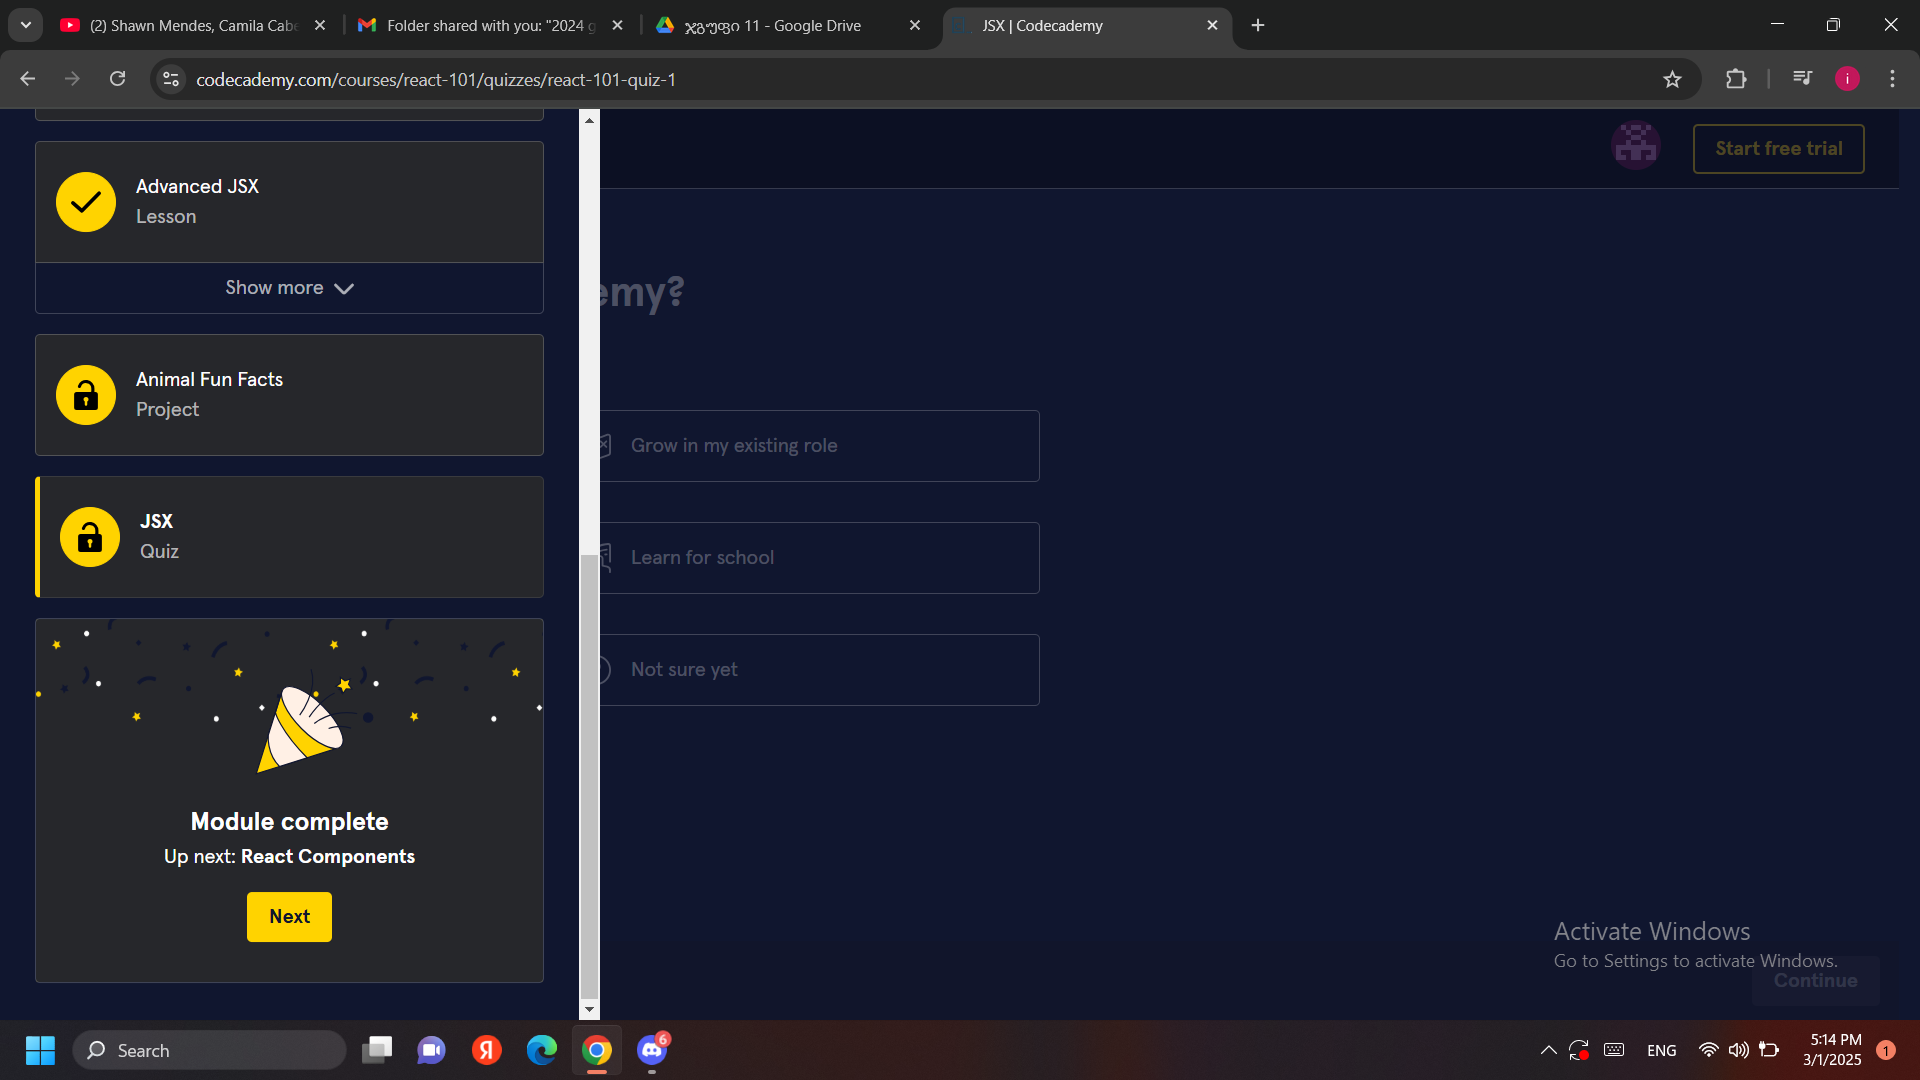 (2) Shawn Mendes, Camila Cabe
Folder shared with you: "2024 g
ჯგუფი 11 - Google Drive
JSX | Codecademy
codecademy.com/courses/react-101/quizzes/react-101-quiz-1
i
Start free trial
Advanced JSX
Lesson
Show more
emy?
Animal Fun Facts
Project
Grow in my existing role
JSX
Quiz
Learn for school
Not sure yet
Module complete
Up next: React Components
Next
Activate Windows
Go to Settings to activate Windows.
Continue
Search
Я
6
ENG
5:14 PM
3/1/2025
1